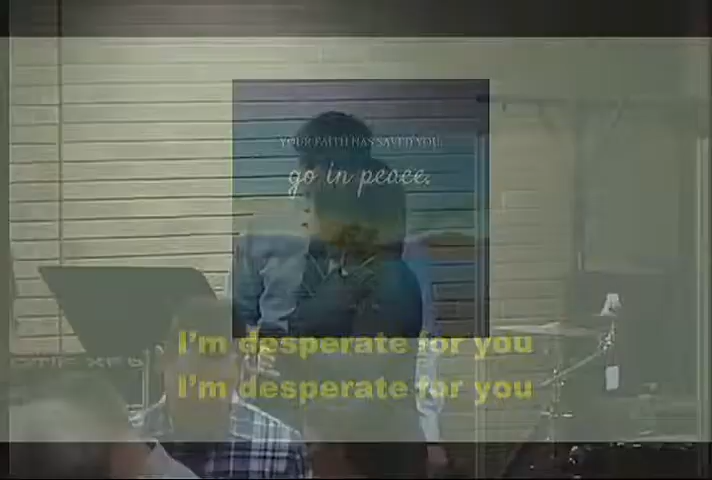 YOUR FAITH HAS SAVED YOU.
go in peace.
I'm desperate for you
I'm desperate for you